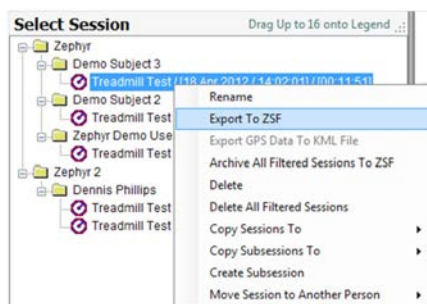 Select Session Drag Up to 16 onto Legend
Zephyr
Demo Subject 3
Treadmill Test / [18 Apr 2012 / 14:02:01] / [00:11:51]
Demo Subject 2
Treadmill Test
Zephyr Demo Use
Treadmill Test
Zephyr 2
Dennis Phillips
Treadmill Test
Treadmill Test
Rename
Export To ZSF
Export GPS Data To KML File
Archive All Filtered Sessions To ZSF
Delete
Delete All Filtered Sessions
Copy Sessions To
Copy Subsessions To
Create Subsession
Move Session to Another Person